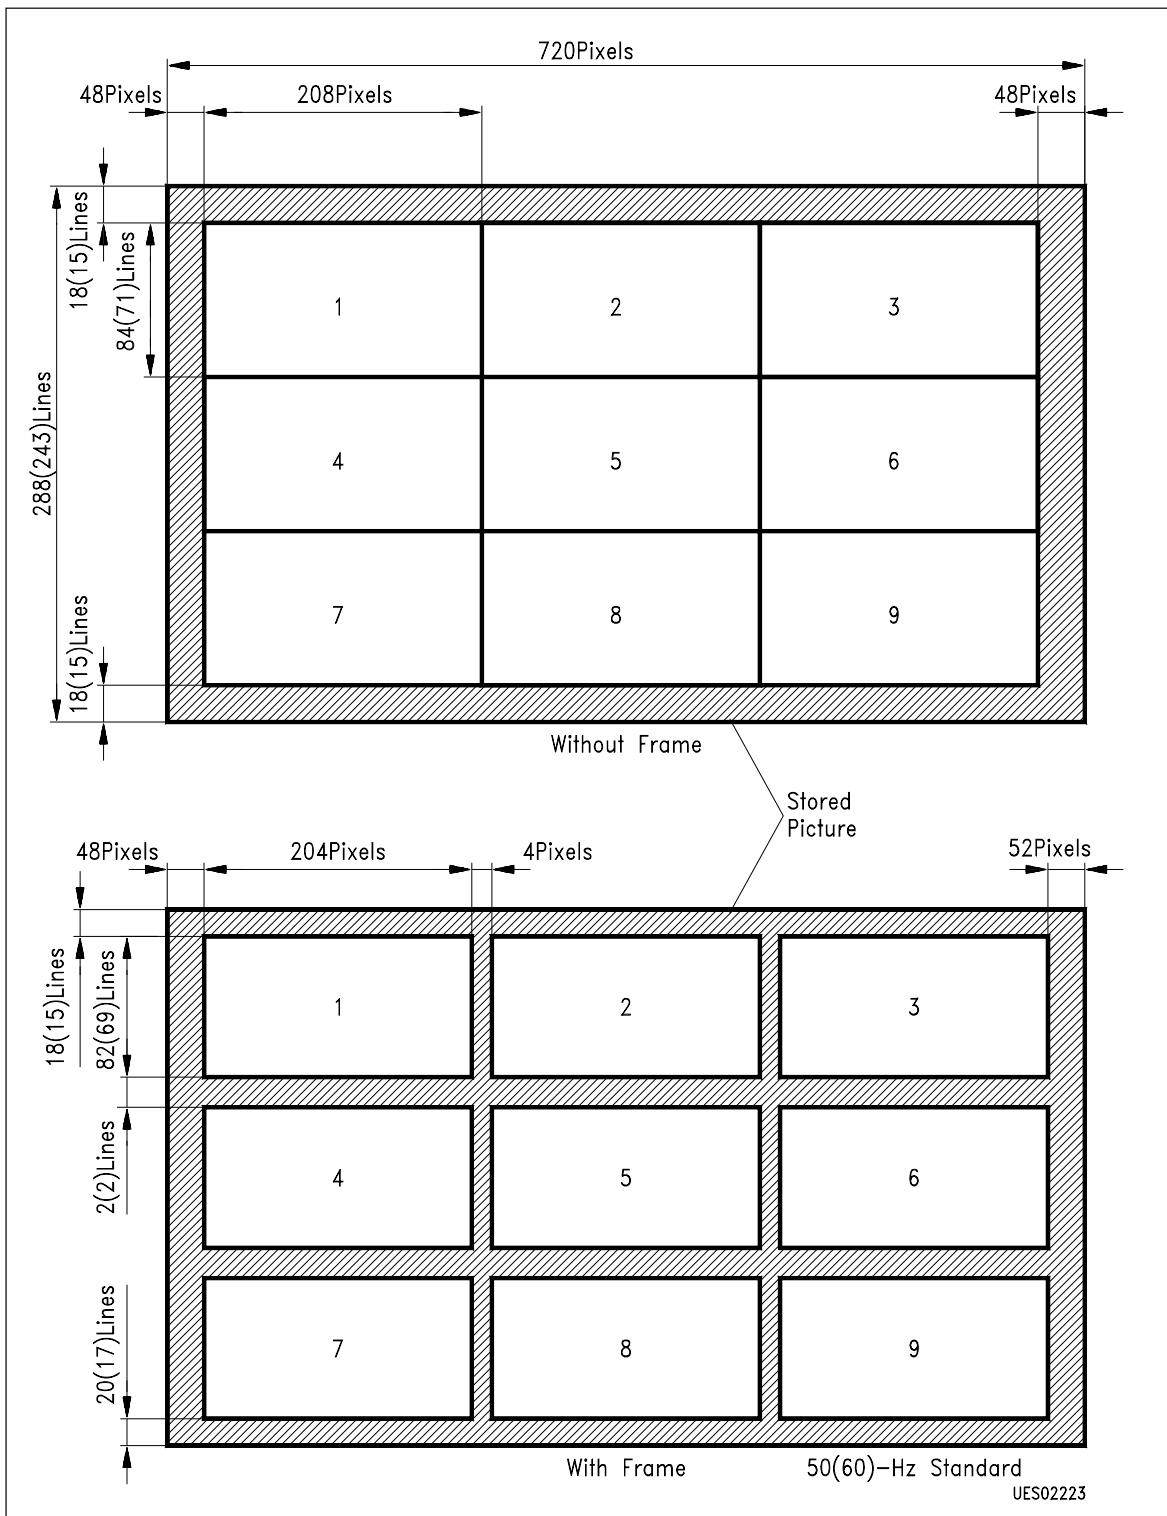 720Pixels
48Pixels
208Pixels
48Pixels
18(15)Lines
84(71)Lines
288(243)Lines
18(15)Lines
1
2
3
4
5
6
7
8
9
Without Frame
Stored
Picture
48Pixels
204Pixels
4Pixels
52Pixels
18(15)Lines
82(69)Lines
2(2)Lines
20(17)Lines
1
2
3
4
5
6
7
8
9
With Frame
50(60)-Hz Standard
UES02223